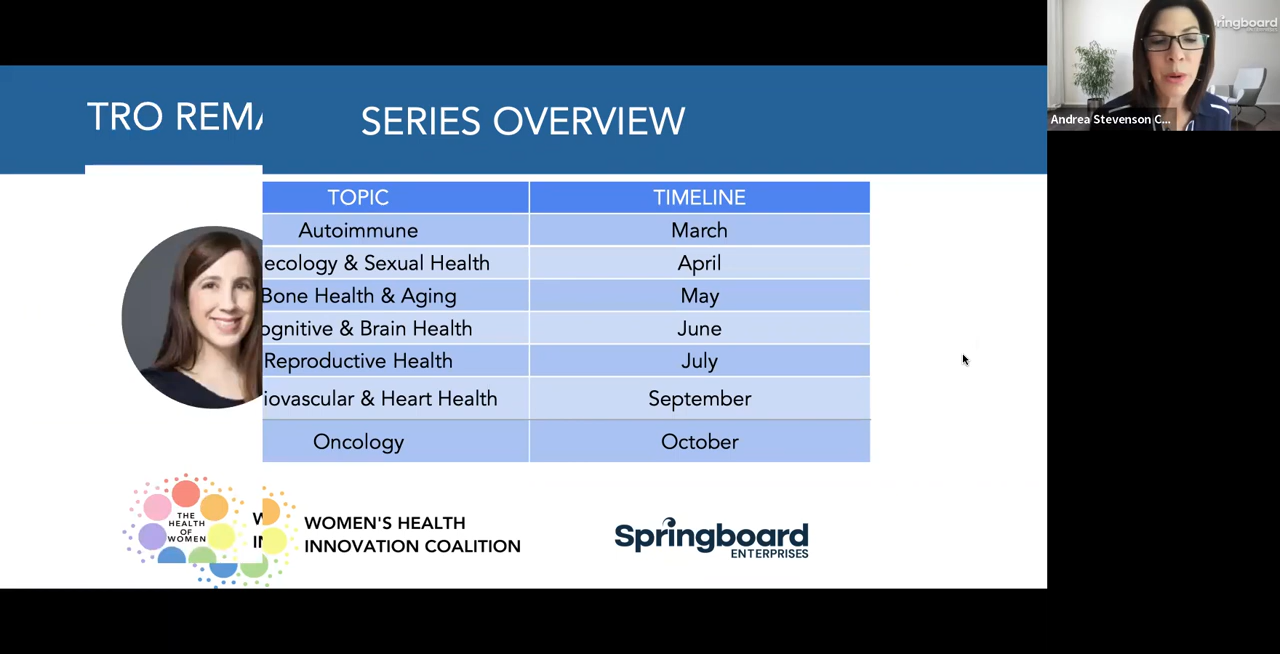 ringboard
Andrea Stevenson C...
TRO REMA
SERIES OVERVIEW
TOPIC TIMELINE
Autoimmune March
ecology & Sexual Health April
Bone Health & Aging May
ognitive & Brain Health June
Reproductive Health July
iovascular & Heart Health September
Oncology October
THE
HEALTH
OF
WOMEN
W
IN
WOMEN'S HEALTH
INNOVATION COALITION
Springboard
ENTERPRISES